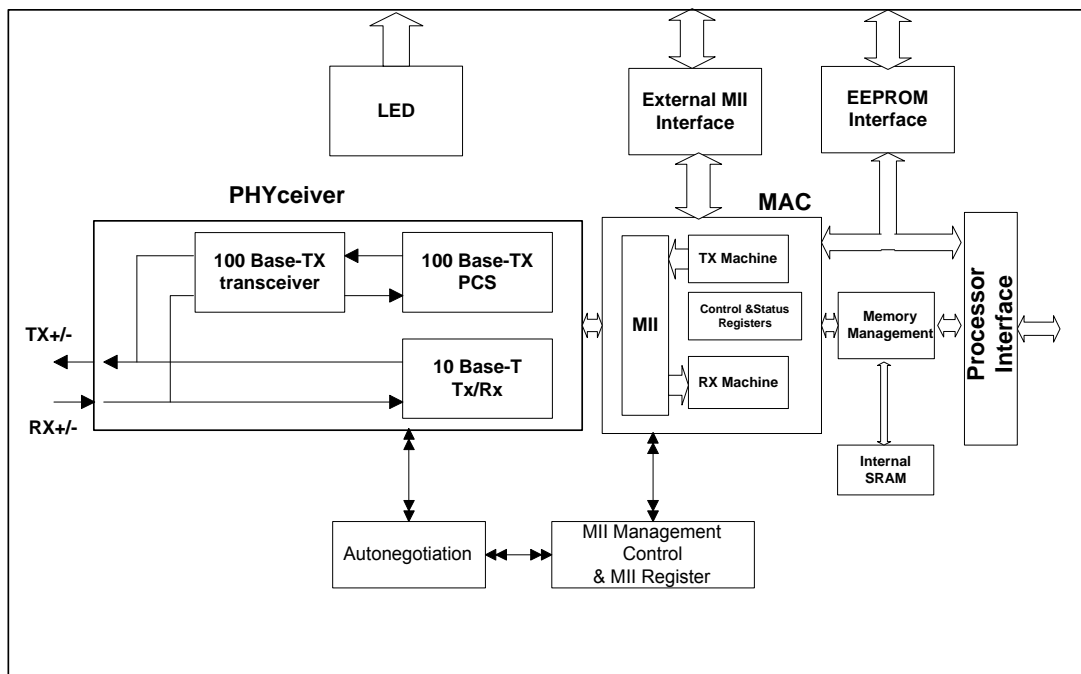 LED
External MII
Interface
EEPROM
Interface
PHYceiver
MAC
100 Base-TX
transceiver
100 Base-TX
PCS
MII
TX Machine
Control &Status
Registers
RX Machine
Memory
Management
Processor
Interface
TX+/-
RX+/-
10 Base-T
Tx/Rx
Internal
SRAM
Autonegotiation
MII Management
Control
& MII Register